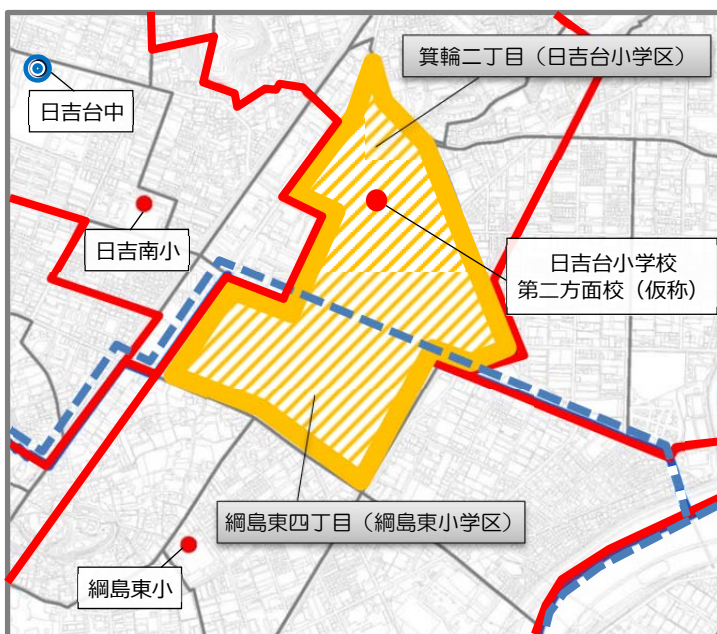 箕輪二丁目（日吉台小学区）
日吉台中
日吉南小
日吉台小学校
第二方面校（仮称）
綱島東四丁目（綱島東小学区）
綱島東小